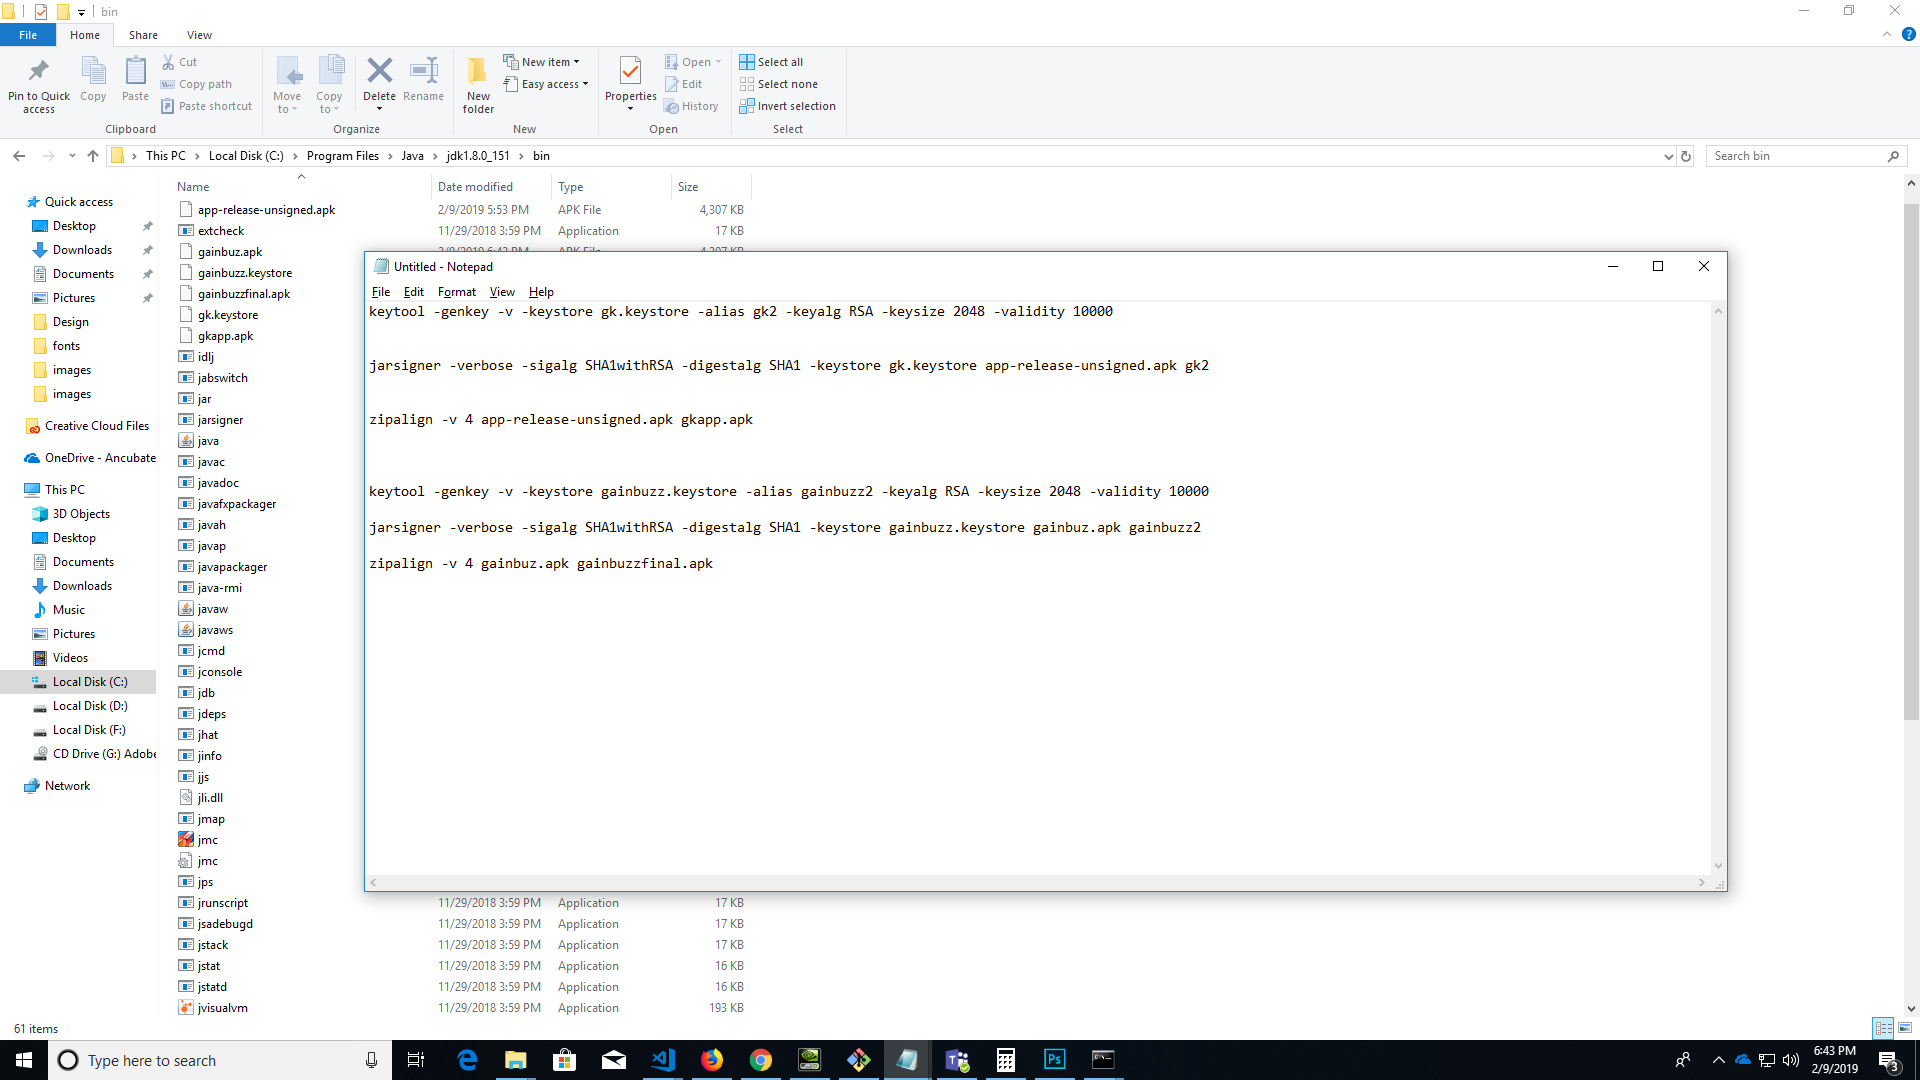 bin
File Home Share View
Pin to Quick access
Copy
Paste
Cut
Copy path
Paste shortcut
Clipboard
Move to
Copy to
Delete
Rename
Organize
New folder
New item
Easy access
New
Properties
Open
Edit
History
Open
Select all
Select none
Invert selection
Select
This PC > Local Disk (C:) > Program Files > Java > jdk1.8.0_151 > bin
Search bin
Name Date modified Type Size
Quick access
Desktop
Downloads
Documents
Pictures
Design
fonts
images
images
Creative Cloud Files
OneDrive - Ancubate
This PC
3D Objects
Desktop
Documents
Downloads
Music
Pictures
Videos
Local Disk (C:)
Local Disk (D:)
Local Disk (F:)
CD Drive (G:) Adobe
Network
app-release-unsigned.apk 2/9/2019 5:53 PM APK File 4,307 KB
extcheck 11/29/2018 3:59 PM Application 17 KB
gainbuz.apk 2/9/2019 6:42 PM APK File 4,307 KB
gainbuzz.keystore
gainbuzzfinal.apk
gk.keystore
gkapp.apk
idlj
jabswitch
jar
jarsigner
java
javac
javadoc
javafxpackager
javah
javap
javapackager
java-rmi
javaw
javaws
jcmd
jconsole
jdb
jdeps
jhat
jinfo
jjs
jli.dll
jmap
jmc
jmc
jps
jrunscript 11/29/2018 3:59 PM Application 17 KB
jsadebugd 11/29/2018 3:59 PM Application 17 KB
jstack 11/29/2018 3:59 PM Application 17 KB
jstat 11/29/2018 3:59 PM Application 16 KB
jstatd 11/29/2018 3:59 PM Application 16 KB
jvisualvm 11/29/2018 3:59 PM Application 193 KB
61 items
Untitled - Notepad
File Edit Format View Help
keytool -genkey -v -keystore gk.keystore -alias gk2 -keyalg RSA -keysize 2048 -validity 10000
jarsigner -verbose -sigalg SHA1withRSA -digestalg SHA1 -keystore gk.keystore app-release-unsigned.apk gk2
zipalign -v 4 app-release-unsigned.apk gkapp.apk
keytool -genkey -v -keystore gainbuzz.keystore -alias gainbuzz2 -keyalg RSA -keysize 2048 -validity 10000
jarsigner -verbose -sigalg SHA1withRSA -digestalg SHA1 -keystore gainbuzz.keystore gainbuz.apk gainbuzz2
zipalign -v 4 gainbuz.apk gainbuzzfinal.apk
Type here to search
Ps
6:43 PM
2/9/2019
3